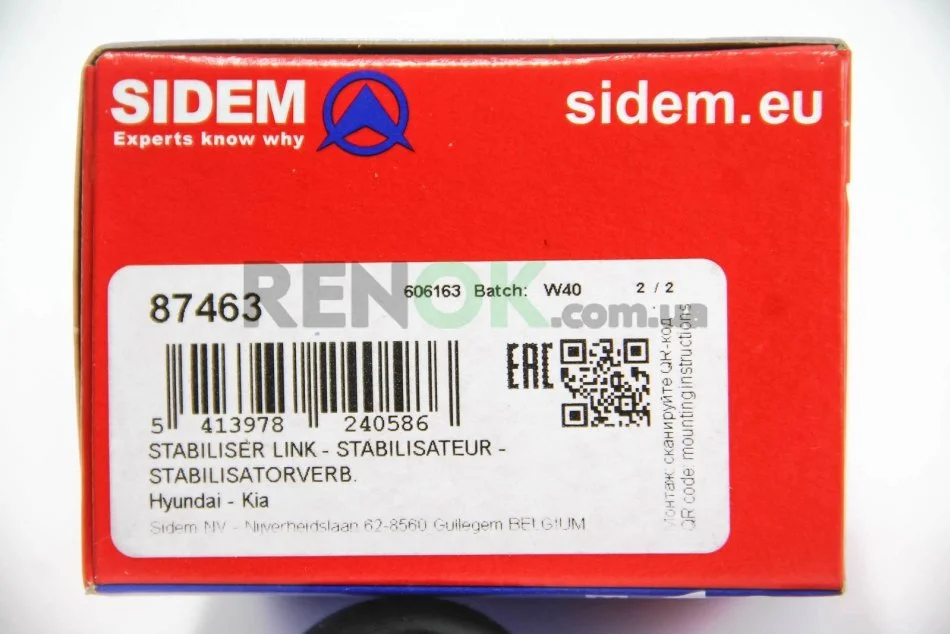 SIDEM
Experts know why
sidem.eu
RENOK.com.ua
87463
606163 Batch: W40 2 / 2
EAC
5 413978 240586
STABILISER LINK - STABILISATEUR -
STABILISATORVERB.
Hyundai - Kia
Sidem NV - Nijverheidslaan 62-8560 Gullegem BELGIUM
Монтаж: сканируйте QR-код
QR code: mounting instructions